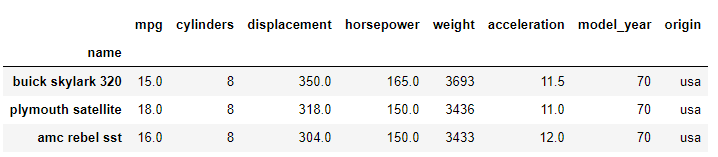 mpg cylinders displacement horsepower weight acceleration model_year origin
name
buick skylark 320 15.0 8 350.0 165.0 3693 11.5 70 usa
plymouth satellite 18.0 8 318.0 150.0 3436 11.0 70 usa
amc rebel sst 16.0 8 304.0 150.0 3433 12.0 70 usa